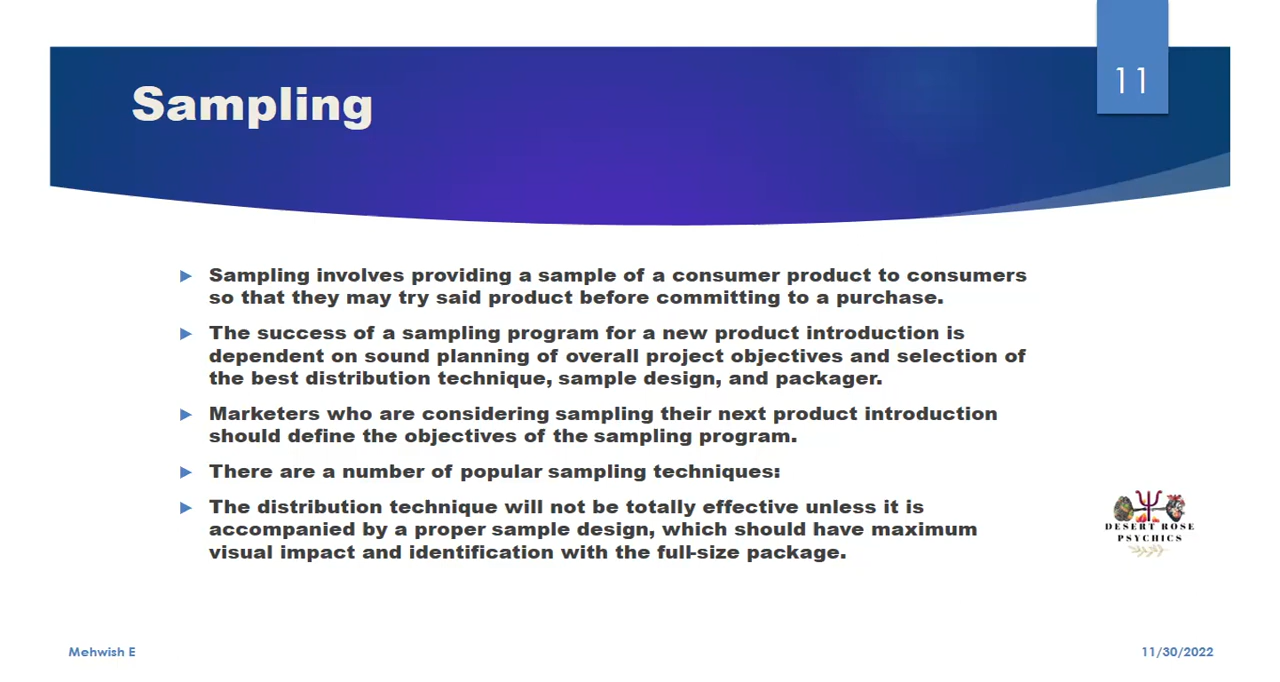 11
Sampling
Sampling involves providing a sample of a consumer product to consumers
so that they may try said product before committing to a purchase.
The success of a sampling program for a new product introduction is
dependent on sound planning of overall project objectives and selection of
the best distribution technique, sample design, and packager.
Marketers who are considering sampling their next product introduction
should define the objectives of the sampling program.
There are a number of popular sampling techniques:
The distribution technique will not be totally effective unless it is
accompanied by a proper sample design, which should have maximum
visual impact and identification with the full-size package.
DESERT ROSE
PSYCHICS
Mehwish E
11/30/2022